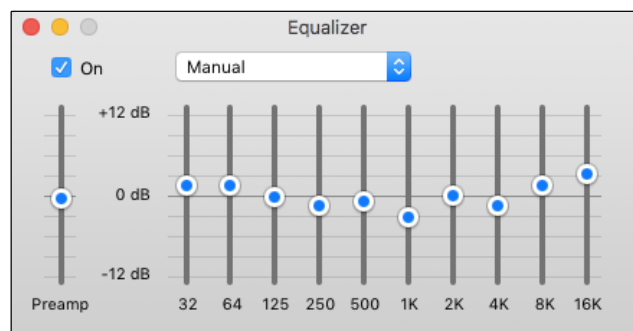 Equalizer
On
Manual
+12 dB
0 dB
-12 dB
Preamp 32 64 125 250 500 1K 2K 4K 8K 16K